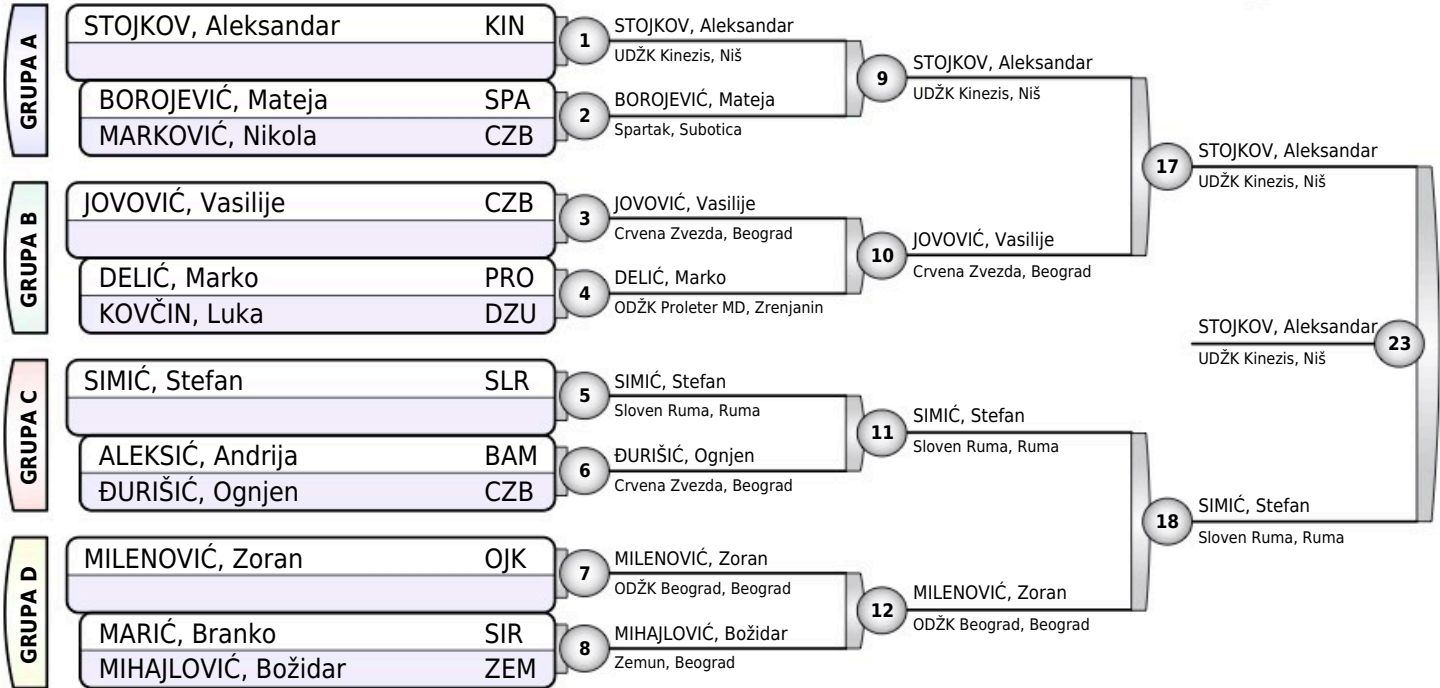 GRUPA A
STOJKOV, Aleksandar KIN
BOROJEVIĆ, Mateja SPA
MARKOVIĆ, Nikola CZB
GRUPA B
JOVOVIĆ, Vasilije CZB
DELIĆ, Marko PRO
KOVČIN, Luka DZU
GRUPA C
SIMIĆ, Stefan SLR
ALEKSIĆ, Andrija BAM
ĐURIŠIĆ, Ognjen CZB
GRUPA D
MILENOVIĆ, Zoran OJK
MARIĆ, Branko SIR
MIHAJLOVIĆ, Božidar ZEM
1
STOJKOV, Aleksandar
UDŽK Kinezis, Niš
2
BOROJEVIĆ, Mateja
Spartak, Subotica
3
JOVOVIĆ, Vasilije
Crvena Zvezda, Beograd
4
DELIĆ, Marko
ODŽK Proleter MD, Zrenjanin
5
SIMIĆ, Stefan
Sloven Ruma, Ruma
6
ĐURIŠIĆ, Ognjen
Crvena Zvezda, Beograd
7
MILENOVIĆ, Zoran
ODŽK Beograd, Beograd
8
MIHAJLOVIĆ, Božidar
Zemun, Beograd
9
STOJKOV, Aleksandar
UDŽK Kinezis, Niš
10
JOVOVIĆ, Vasilije
Crvena Zvezda, Beograd
11
SIMIĆ, Stefan
Sloven Ruma, Ruma
12
MILENOVIĆ, Zoran
ODŽK Beograd, Beograd
17
STOJKOV, Aleksandar
UDŽK Kinezis, Niš
18
SIMIĆ, Stefan
Sloven Ruma, Ruma
STOJKOV, Aleksandar
UDŽK Kinezis, Niš
23